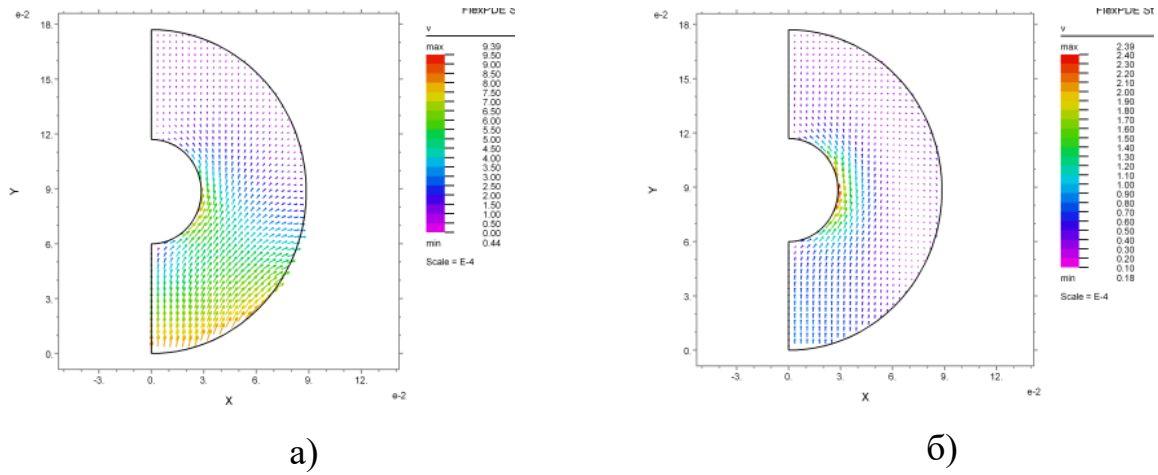 e-2
18.
15.
12.
9.
6.
3.
0.
Y
-3. 0. 3. 6. 9. 12.
e-2
X
FlexPDE S
v
max 9.39
9.50
9.00
8.50
8.00
7.50
7.00
6.50
6.00
5.50
5.00
4.50
4.00
3.50
3.00
2.50
2.00
1.50
1.00
0.50
0.00
min 0.44
Scale = E-4
а)
e-2
18.
15.
12.
9.
6.
3.
0.
Y
-3. 0. 3. 6. 9. 12.
e-2
X
FlexPDE St
v
max 2.39
2.40
2.30
2.20
2.10
2.00
1.90
1.80
1.70
1.60
1.50
1.40
1.30
1.20
1.10
1.00
0.90
0.80
0.70
0.60
0.50
0.40
0.30
0.20
0.10
min 0.18
Scale = E-4
б)